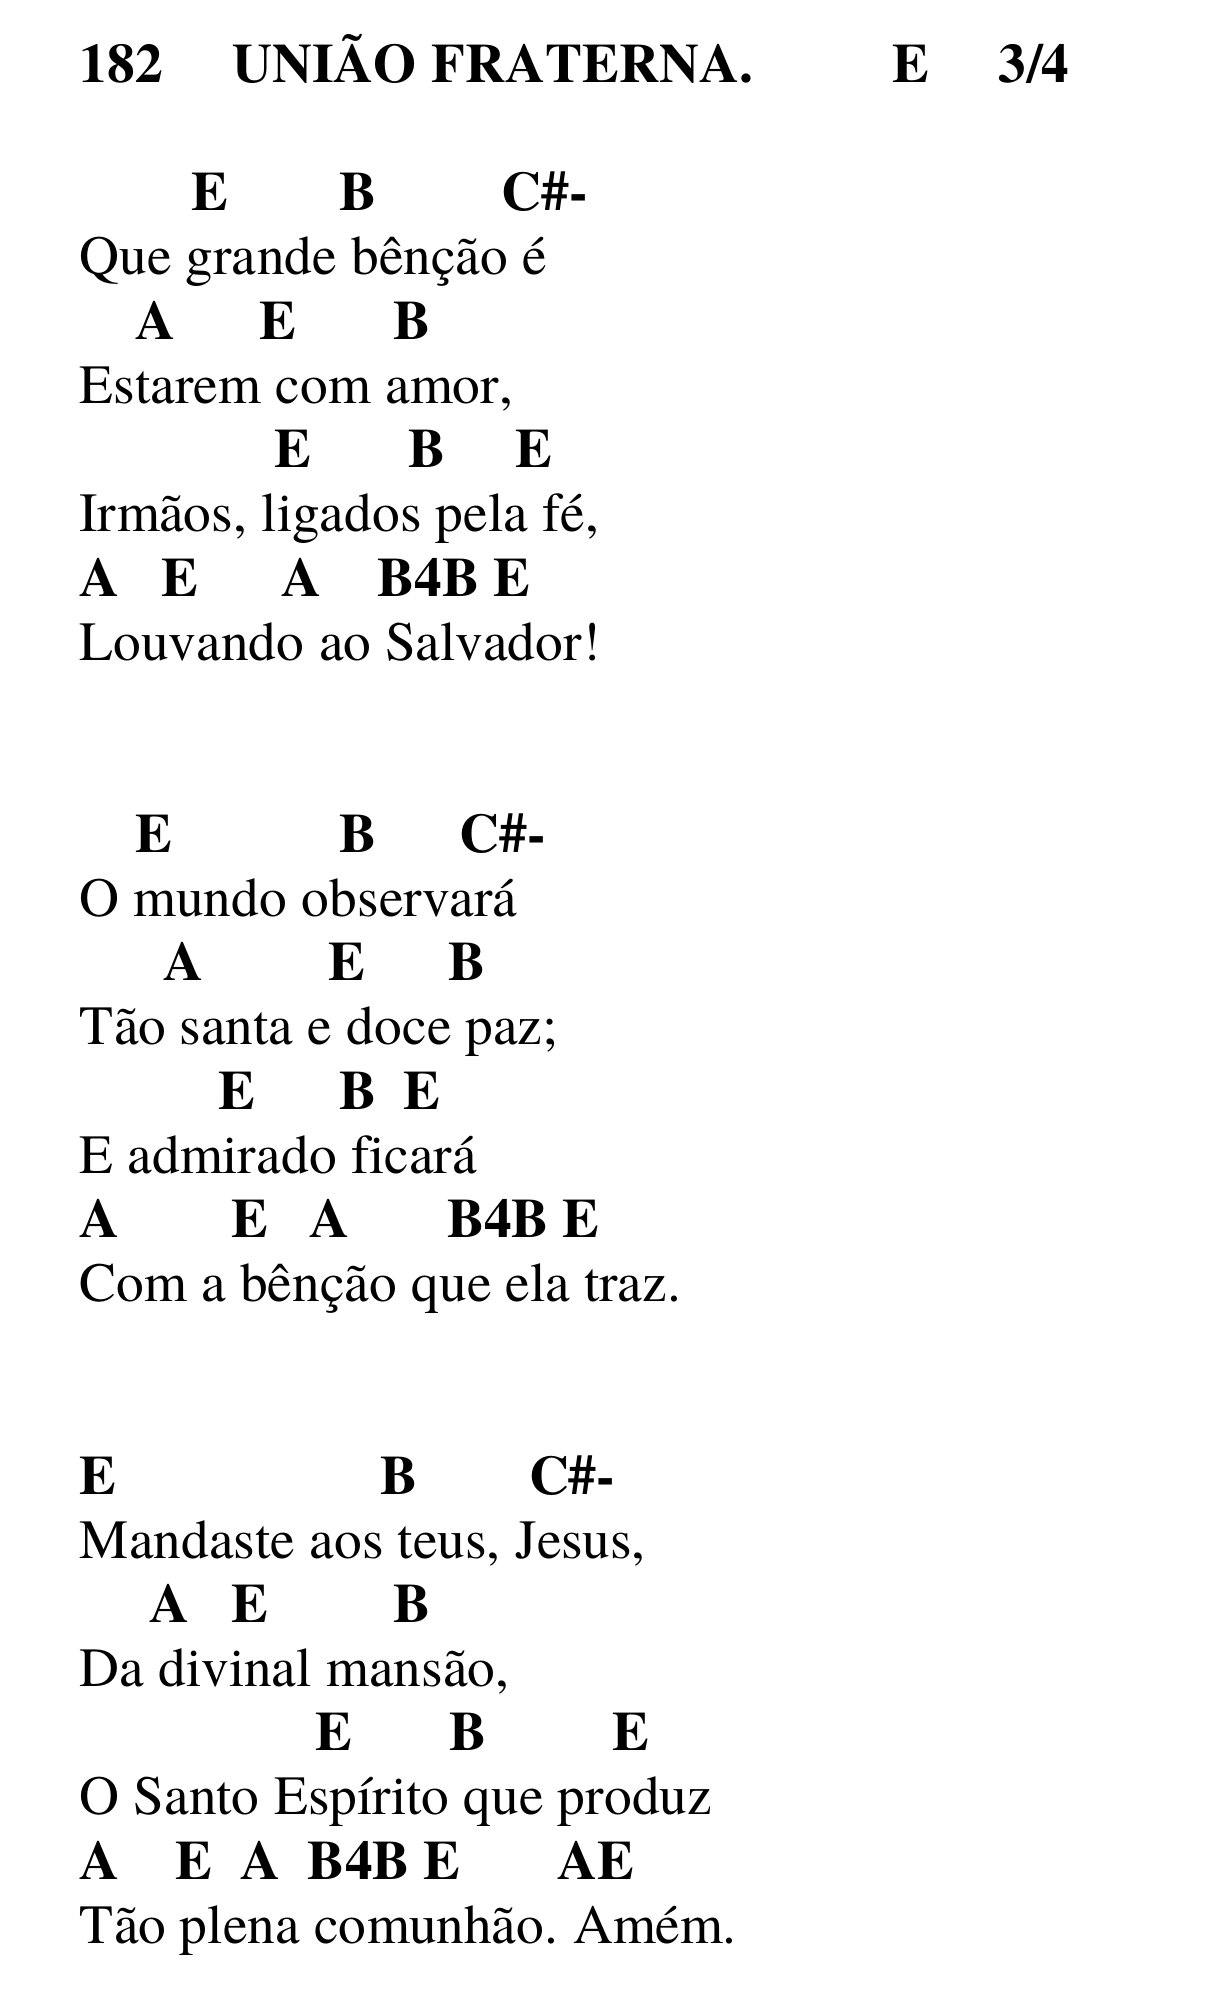 182 UNIÃO FRATERNA. E 3/4
E B C#-
Que grande bênção é
A E B
Estarem com amor,
E B E
Irmãos, ligados pela fé,
A E A B4B E
Louvando ao Salvador!
E B C#-
O mundo observará
A E B
Tão santa e doce paz;
E B E
E admirado ficará
A E A B4B E
Com a bênção que ela traz.
E B C#-
Mandaste aos teus, Jesus,
A E B
Da divinal mansão,
E B E
O Santo Espírito que produz
A E A B4B E AE
Tão plena comunhão. Amém.